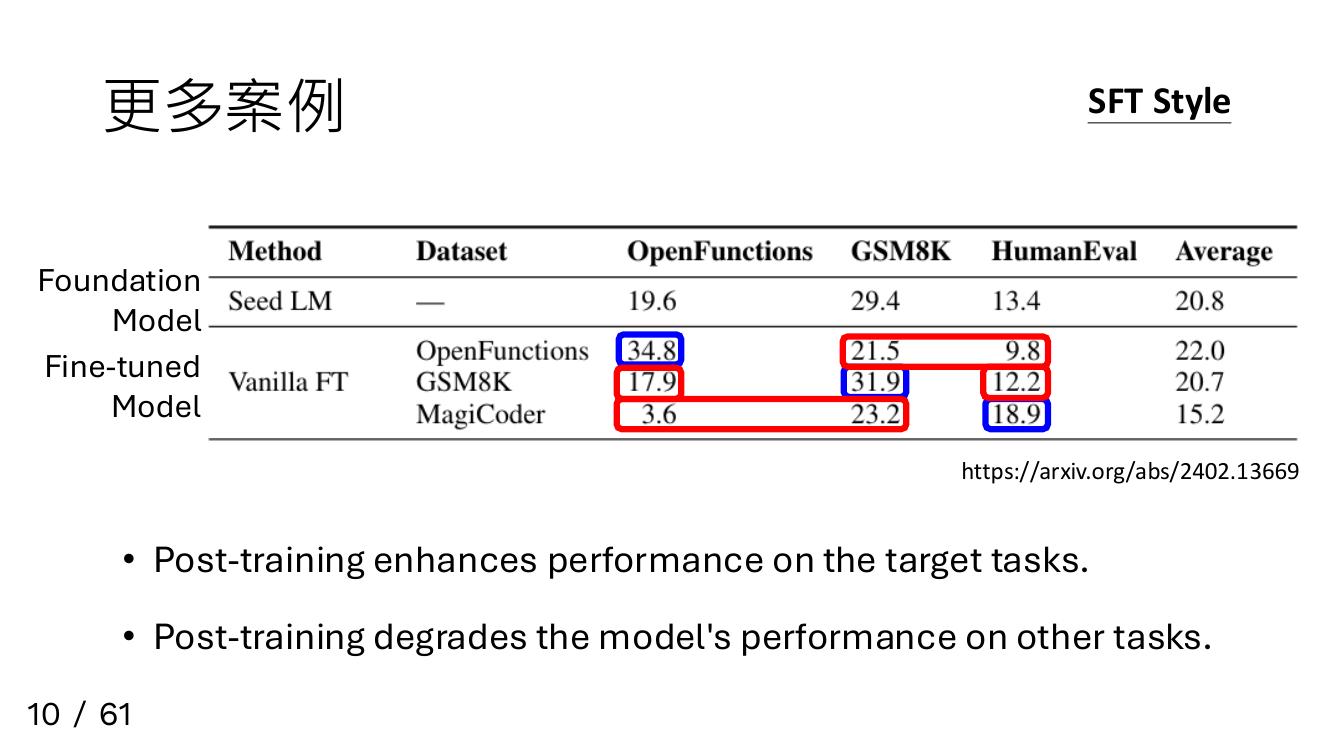 更多案例
SFT Style
Method Dataset OpenFunctions GSM8K HumanEval Average
Foundation
Model
Seed LM — 19.6 29.4 13.4 20.8
Fine-tuned
Model
Vanilla FT
OpenFunctions 34.8 21.5 9.8 22.0
GSM8K 17.9 31.9 12.2 20.7
MagiCoder 3.6 23.2 18.9 15.2
https://arxiv.org/abs/2402.13669
• Post-training enhances performance on the target tasks.
• Post-training degrades the model's performance on other tasks.
10 / 61